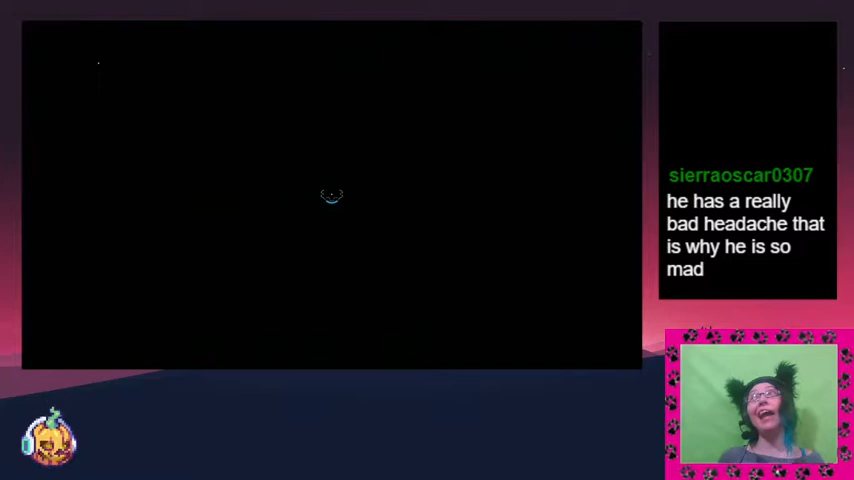 sierraoscar0307
he has a really
bad headache that
is why he is so
mad